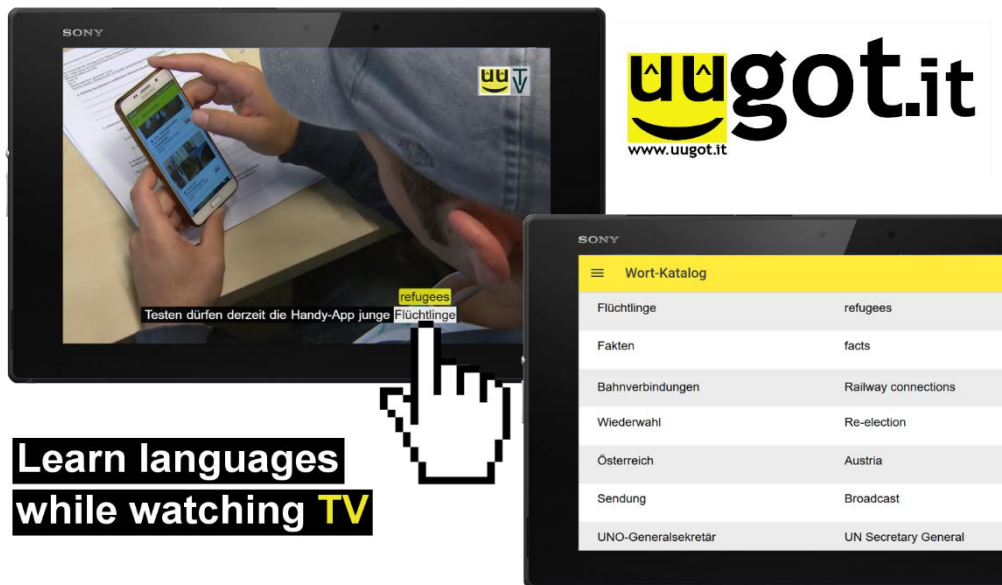 SONY
uuTV
Testen dürfen derzeit die Handy-App junge Flüchtlinge
refugees
uugot.it
www.uugot.it
Learn languages
while watching TV
SONY
Wort-Katalog
Flüchtlinge refugees
Fakten facts
Bahnverbindungen Railway connections
Wiederwahl Re-election
Österreich Austria
Sendung Broadcast
UNO-Generalsekretär UN Secretary General